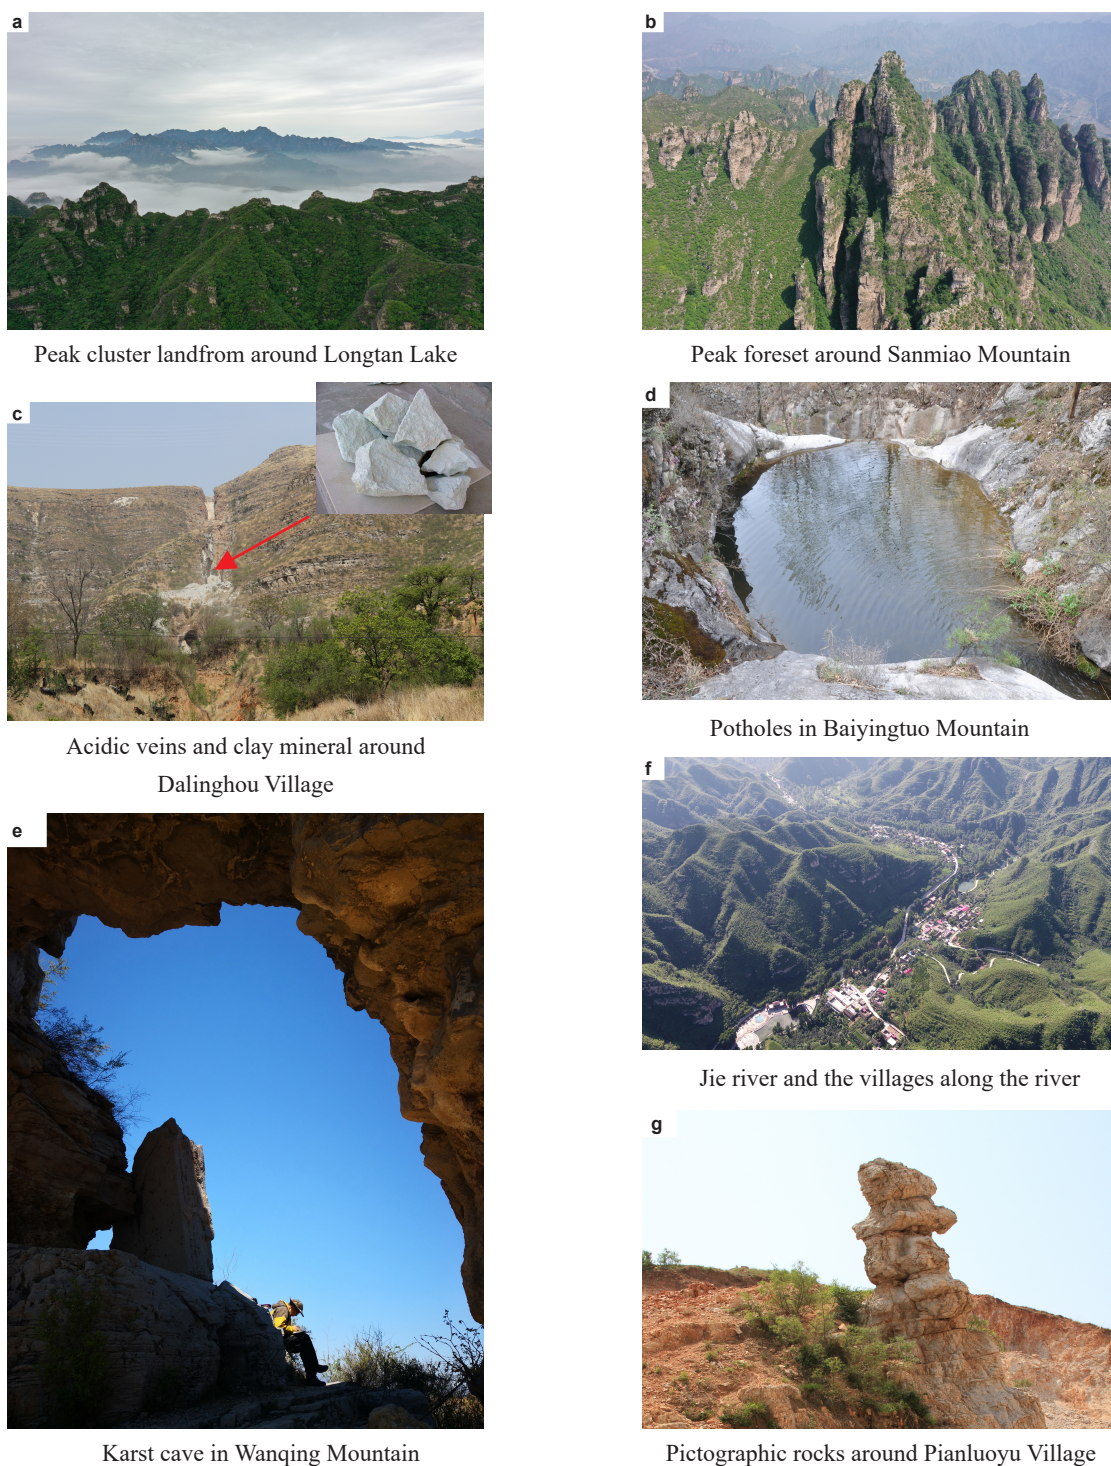 a
Peak cluster landfrom around Longtan Lake
b
Peak foreset around Sanmiao Mountain
c
Acidic veins and clay mineral around
Dalinghou Village
d
Potholes in Baiyingtuo Mountain
e
Karst cave in Wanqing Mountain
f
Jie river and the villages along the river
g
Pictographic rocks around Pianluoyu Village